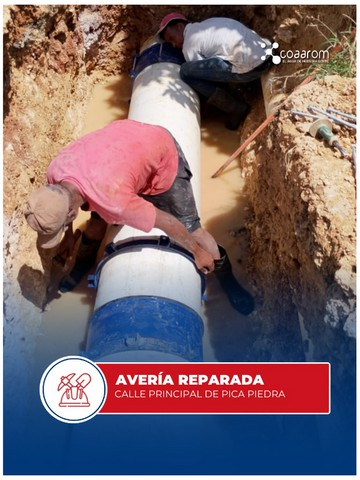 coaarom
AVERÍA REPARADA
CALLE PRINCIPAL DE PICA PIEDRA